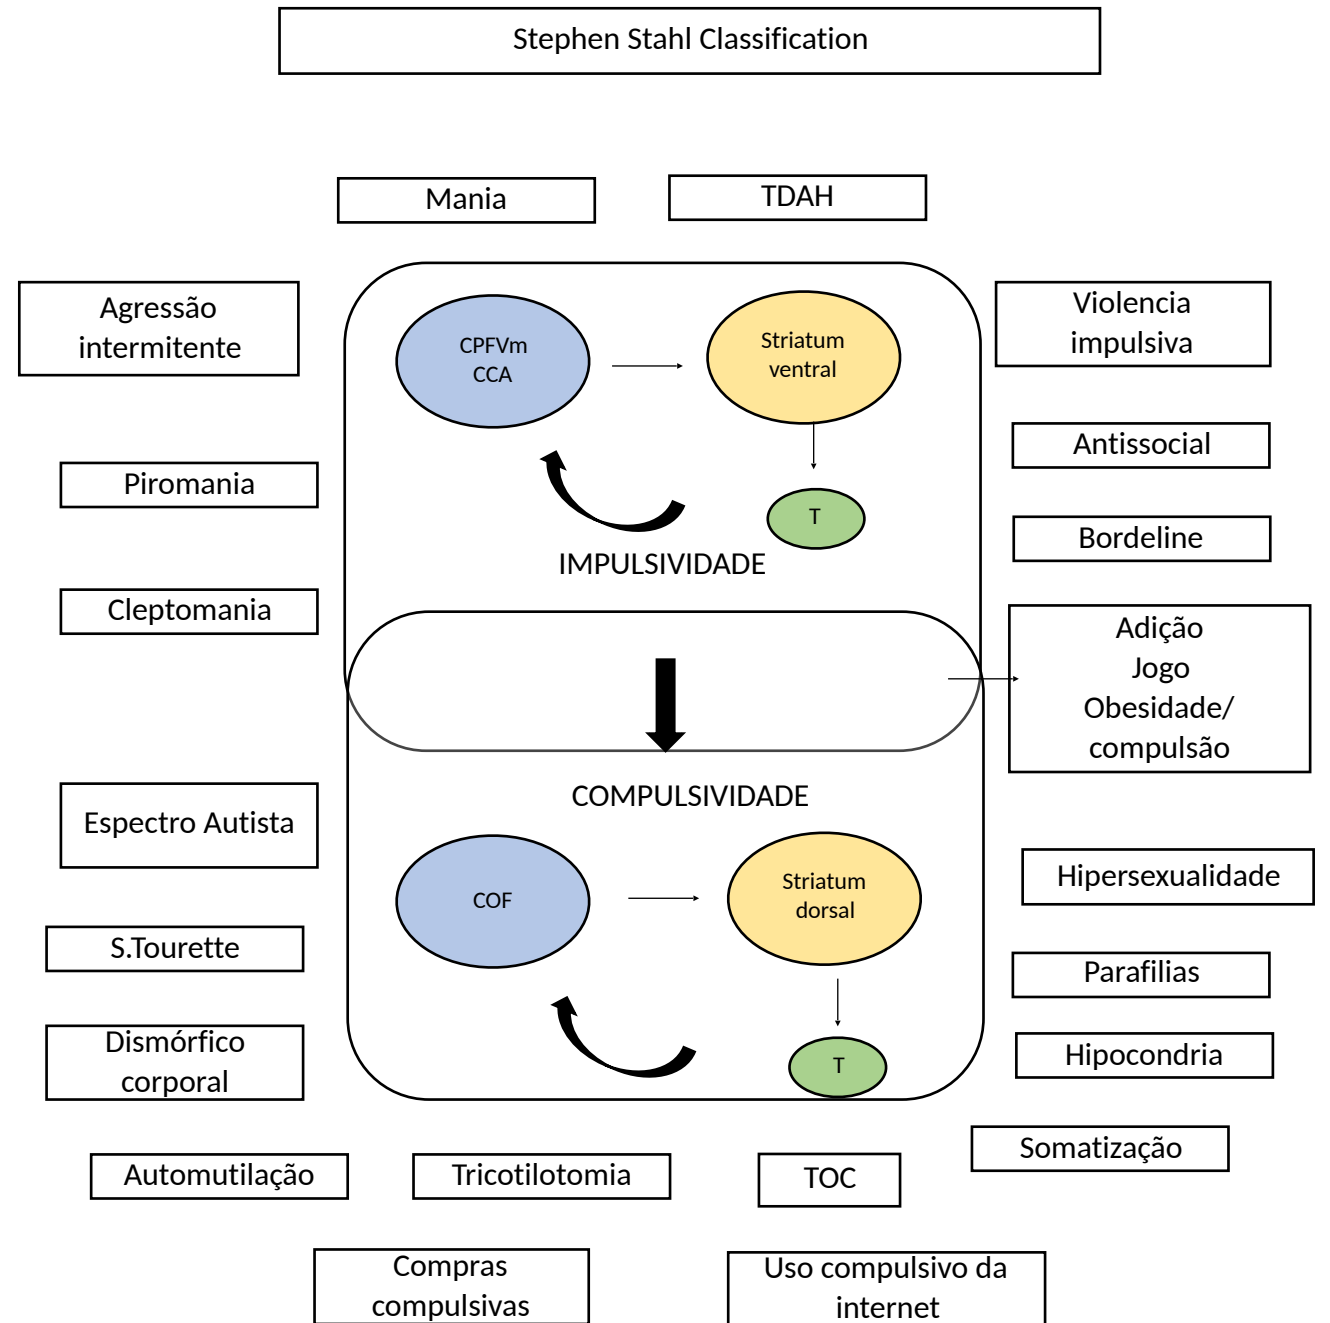 Stephen Stahl Classification
Mania
TDAH
Agressão
intermitente
Violencia
impulsiva
CPFVm
CCA
Striatum
ventral
Antissocial
Piromania
T
Bordeline
IMPULSIVIDADE
Cleptomania
Adição
Jogo
Obesidade/
compulsão
COMPULSIVIDADE
Espectro Autista
COF
Striatum
dorsal
Hipersexualidade
S.Tourette
Parafilias
Dismórfico
corporal
T
Hipocondria
Somatização
Automutilação
Tricotilotomia
TOC
Compras
compulsivas
Uso compulsivo da
internet